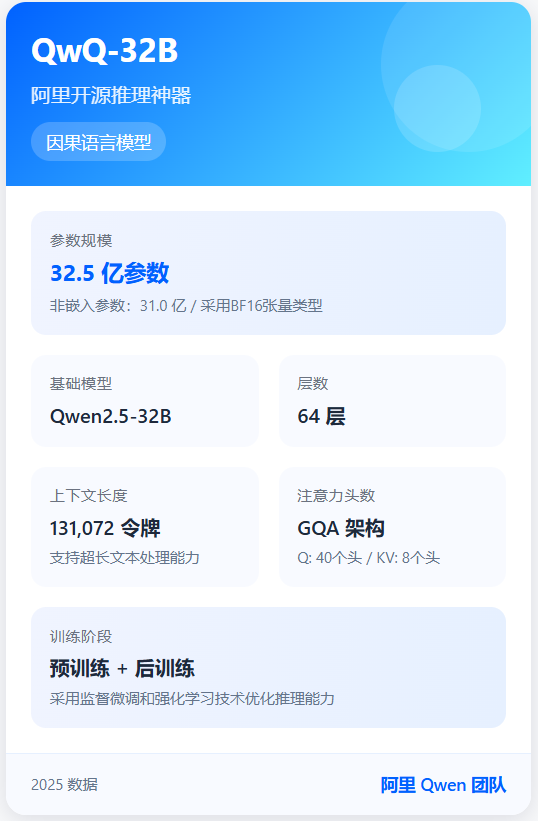 QwQ-32B
阿里开源推理神器
因果语言模型
参数规模
32.5 亿参数
非嵌入参数：31.0 亿 / 采用BF16张量类型
基础模型
Qwen2.5-32B
层数
64 层
上下文长度
131,072 令牌
支持超长文本处理能力
注意力头数
GQA 架构
Q: 40个头 / KV: 8个头
训练阶段
预训练 + 后训练
采用监督微调和强化学习技术优化推理能力
2025 数据
阿里 Qwen 团队